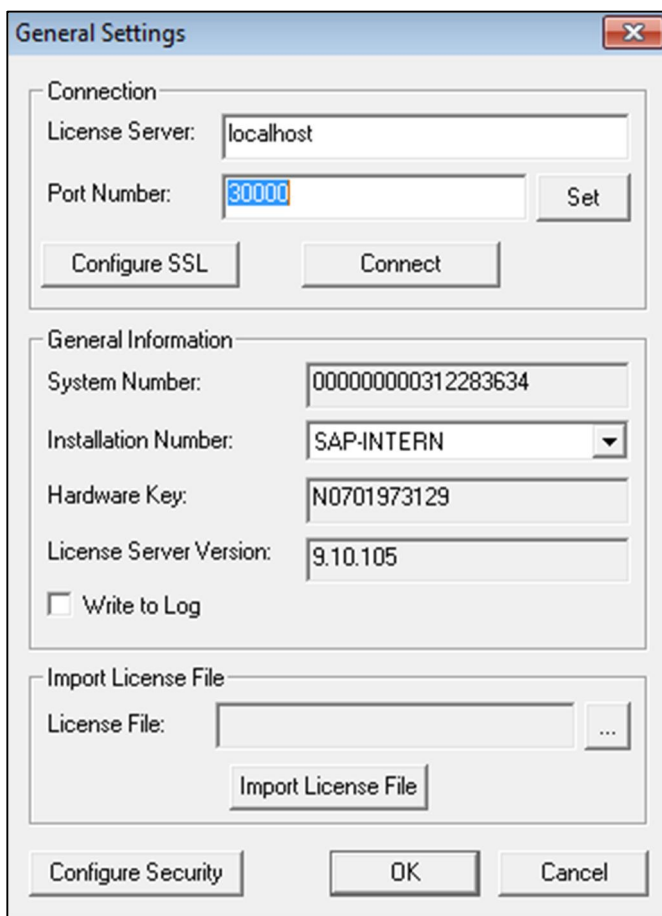 General Settings
Connection
License Server: localhost
Port Number: 30000 Set
Configure SSL Connect
General Information
System Number: 000000000312283634
Installation Number: SAP-INTERN
Hardware Key: N0701973129
License Server Version: 9.10.105
Write to Log
Import License File
License File: ...
Import License File
Configure Security OK Cancel